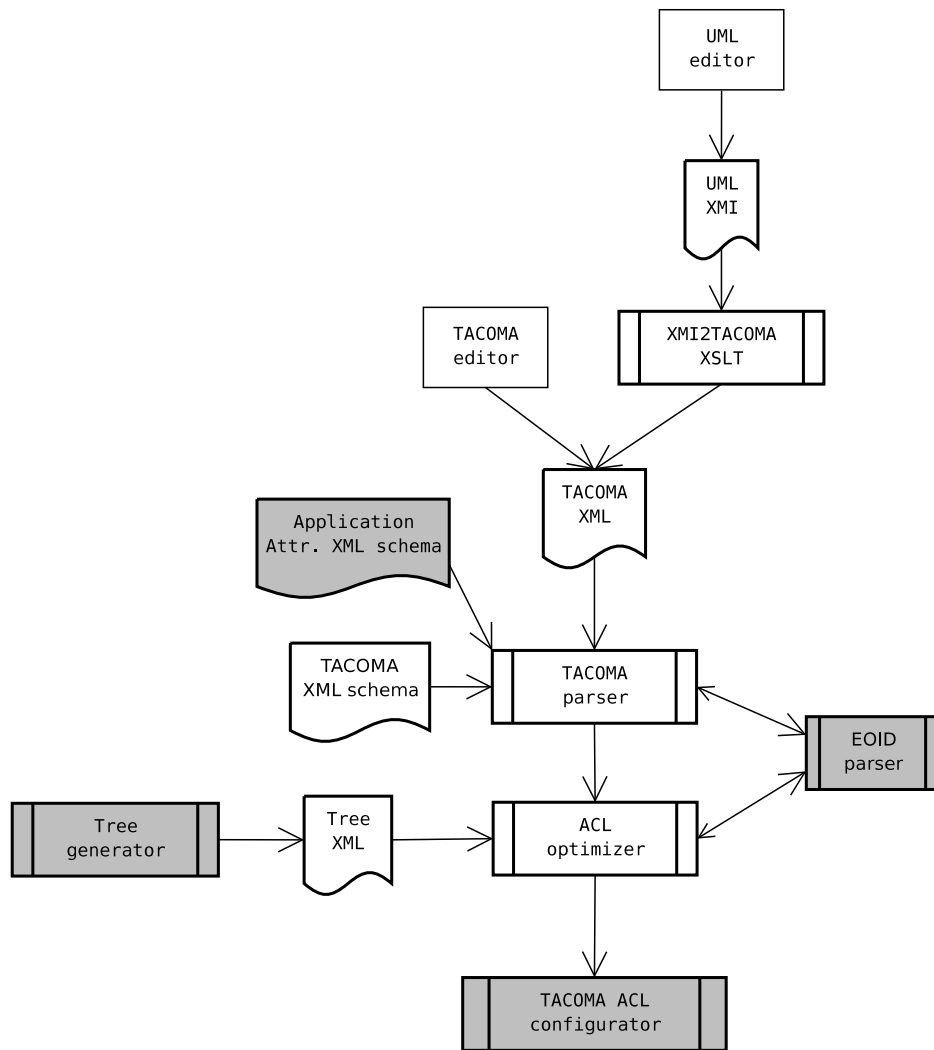 UML
editor
UML
XMI
TACOMA
editor
XMI2TACOMA
XSLT
TACOMA
XML
Application
Attr. XML schema
TACOMA
XML schema
TACOMA
parser
EOID
parser
Tree
generator
Tree
XML
ACL
optimizer
TACOMA ACL
configurator